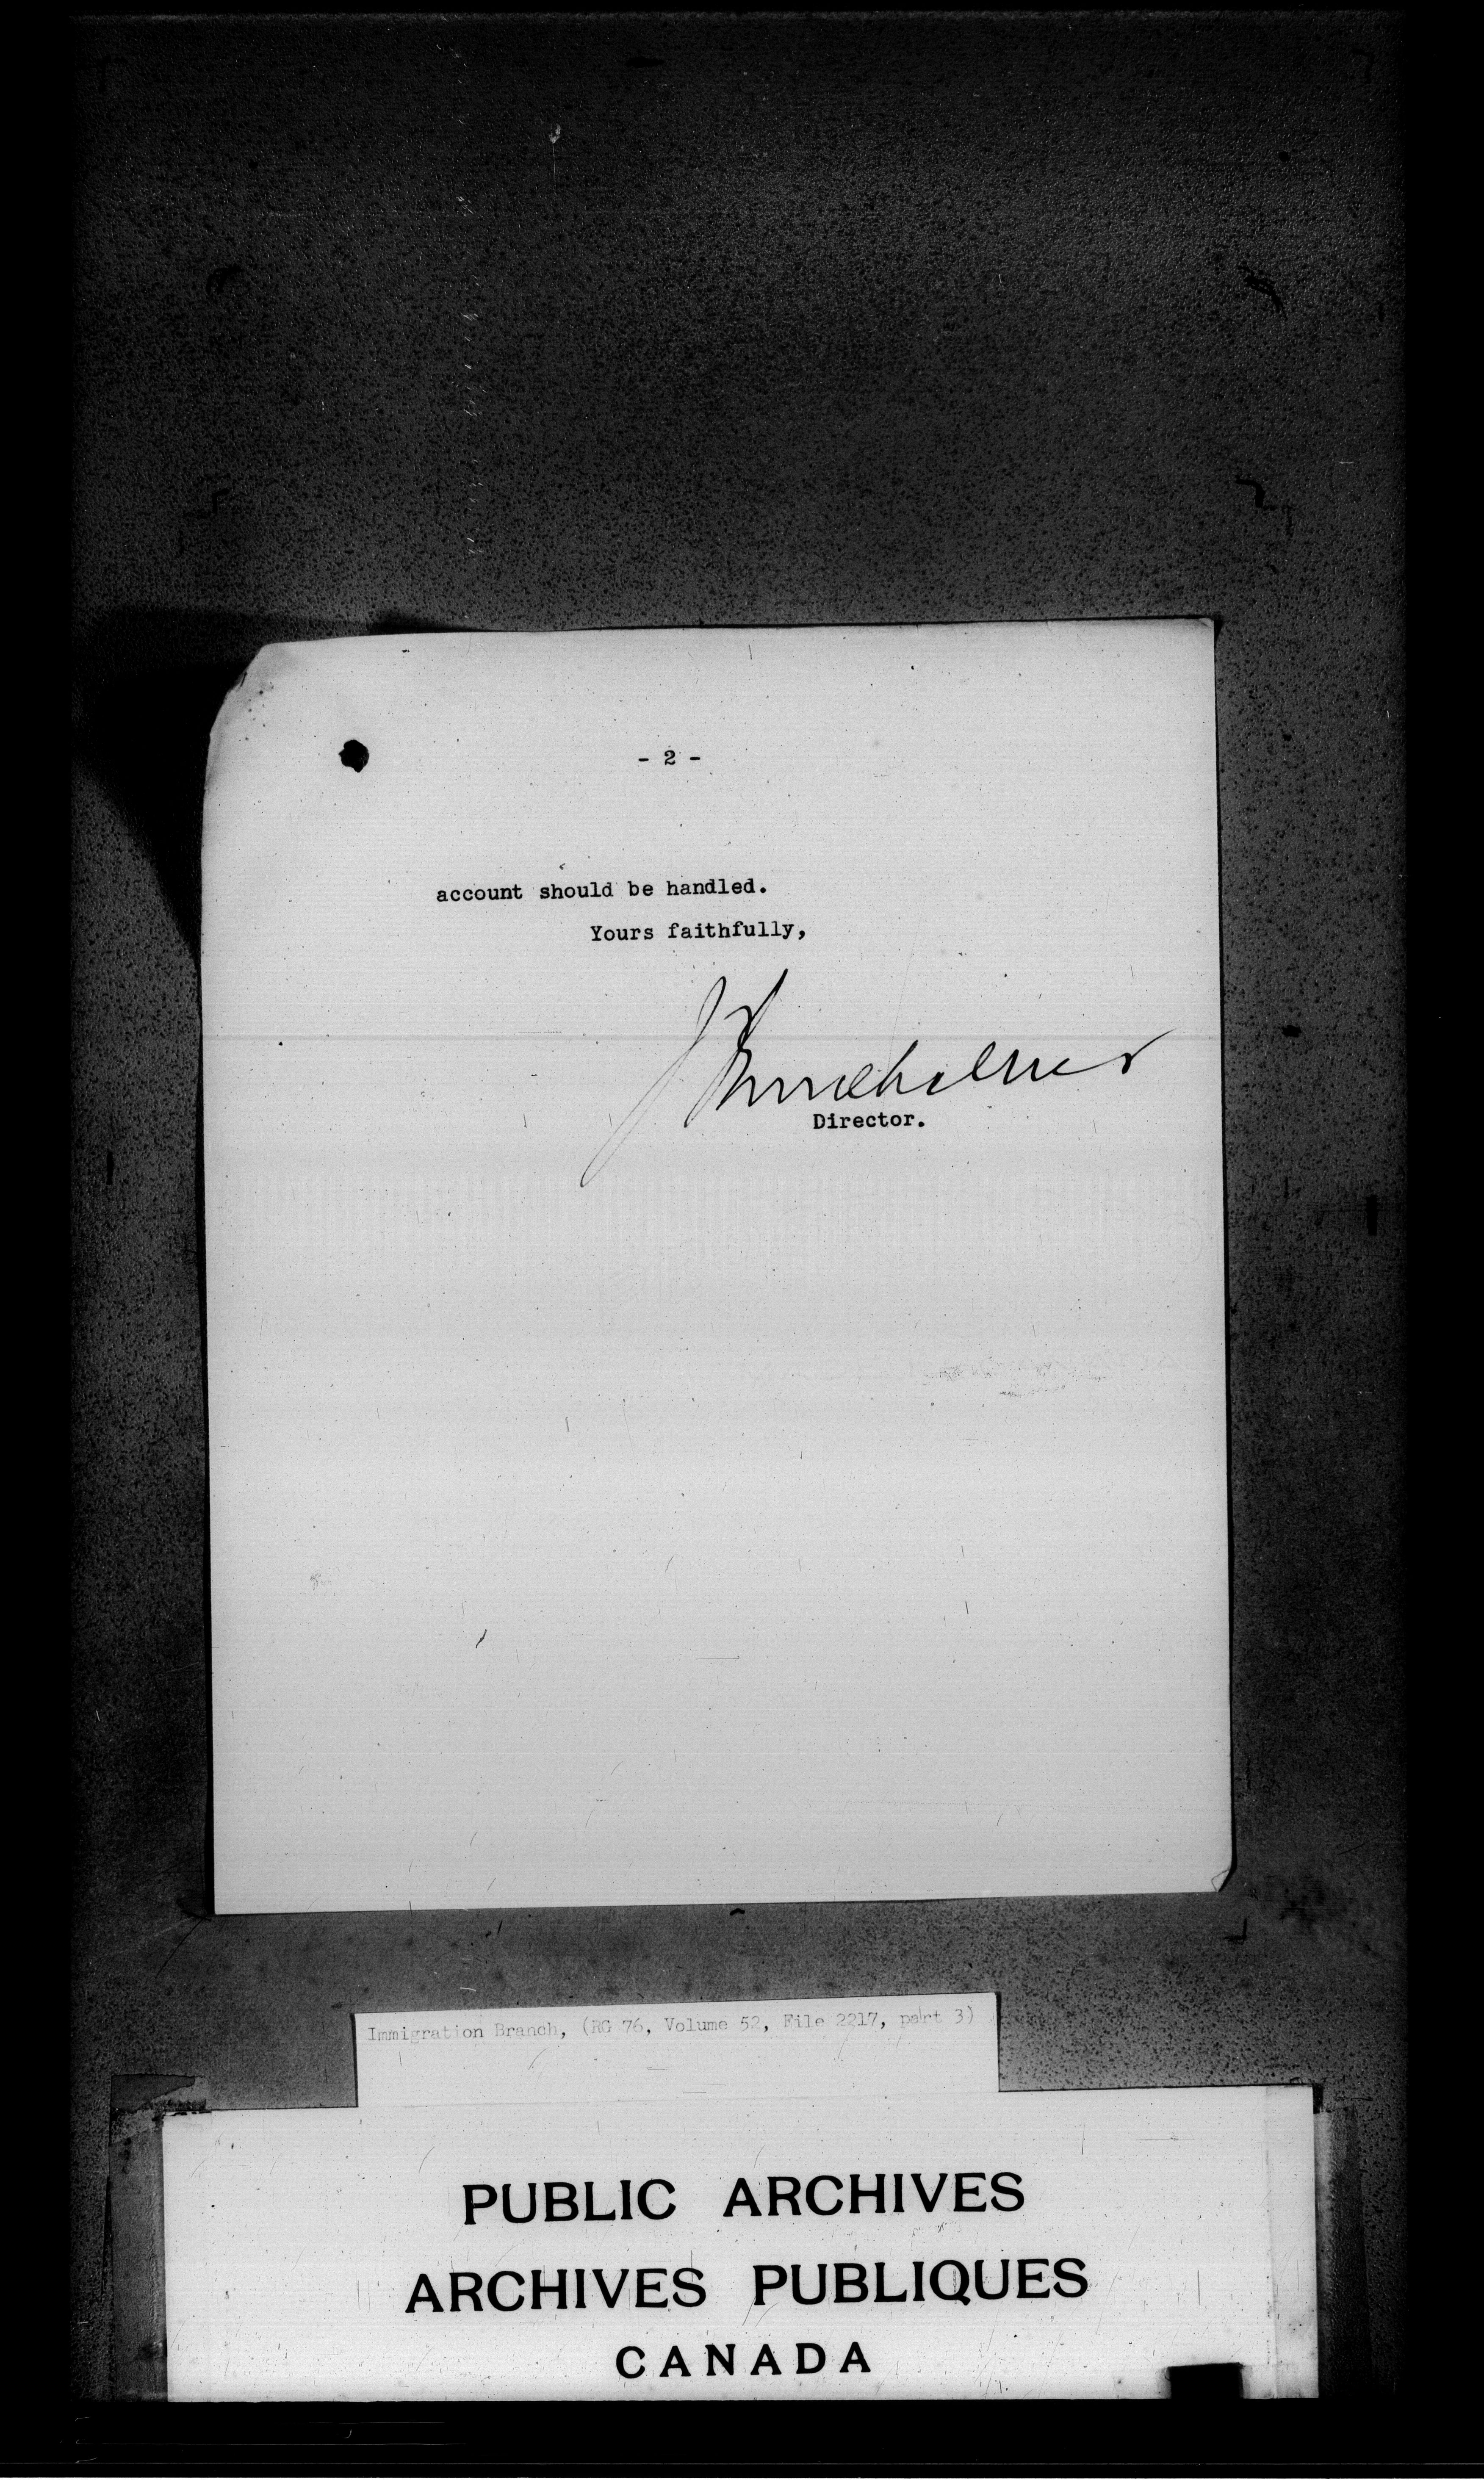 - 2 -
account should be handled.
Yours faithfully,
Director.
Immigration Branch, (RG 76, Volume 52, File 2217, part 3)
PUBLIC ARCHIVES
ARCHIVES PUBLIQUES
CANADA